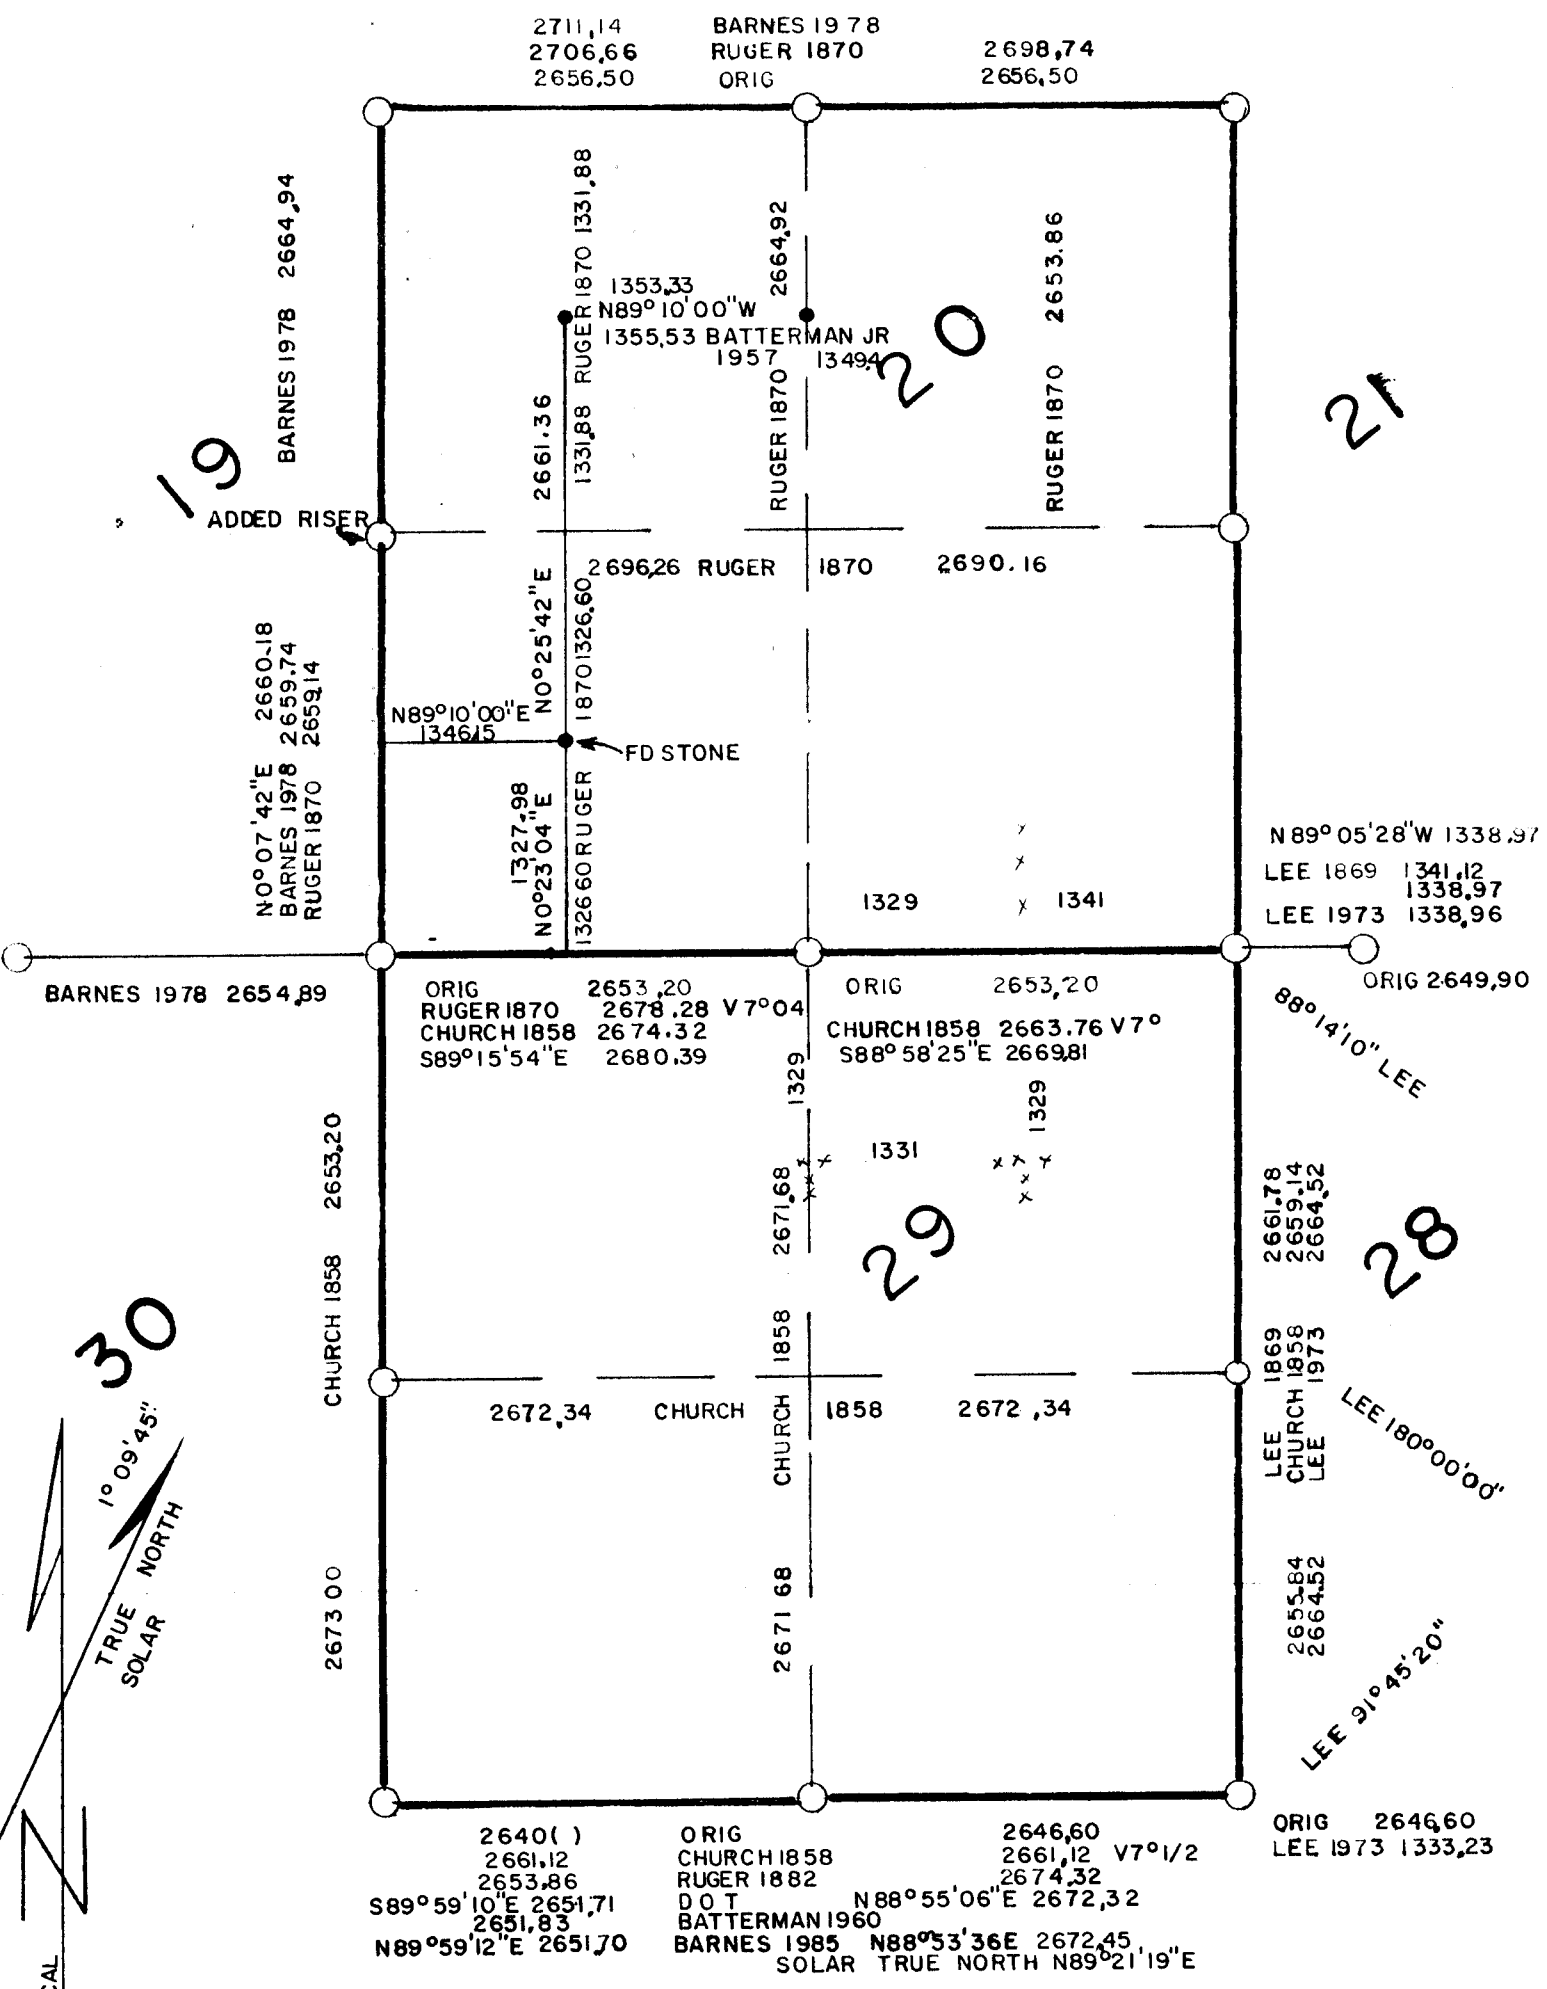 2711,14 BARNES 1978
2706,66 RUGER 1870 2698,74
2656,50 ORIG 2656,50
BARNES 1978 2664,94
RUGER 1870 1331,88
1331,88
2661.36
1353,33
N89°10'00"W
1355,53 BATTERMAN JR
1957 1349,4
RUGER 1870 2664,92
RUGER 1870 2653.86
20
21
19
ADDED RISER
2696,26 RUGER 1870 2690.16
N0°25'42"E
1870 1326.60
N0°07'42"E 2660.18
BARNES 1978 2659.74
RUGER 1870 2659,14
N89°10'00"E
1346,15
FD STONE
1327.98
N0°23'04"E
1326 60 RUGER
N89°05'28"W 1338,97
LEE 1869 1341,12
1338,97
LEE 1973 1338,96
1329 1341
BARNES 1978 2654,89
ORIG 2653,20
RUGER 1870 2678.28 V7°04
CHURCH 1858 2674.32
S89°15'54"E 2680.39
ORIG 2653,20
CHURCH 1858 2663.76 V7°
S88°58'25"E 2669,81
ORIG 2649,90
88°14'10" LEE
1329
1329
1331
CHURCH 1858 2653,20
2671,68
CHURCH 1858
29
LEE 1869 2661.78
CHURCH 1858 2659.14
LEE 1973 2664,52
28
30
2672,34 CHURCH 1858 2672,34
LEE 180°00'00"
1°09'45"
TRUE NORTH
SOLAR
2673 00
2671 68
2655.84
2664.52
LEE 91°45'20"
N
2640( ) ORIG 2646,60
2661,12 CHURCH 1858 2661,12 V7°1/2
2653,86 RUGER 1882 2674,32
S89°59'10"E 2651,71 DOT N88°55'06"E 2672,32
2651,83 BATTERMAN 1960
N89°59'12"E 2651,70 BARNES 1985 N88°53'36E 2672,45
SOLAR TRUE NORTH N89°21'19"E
ORIG 2646,60
LEE 1973 1333,23